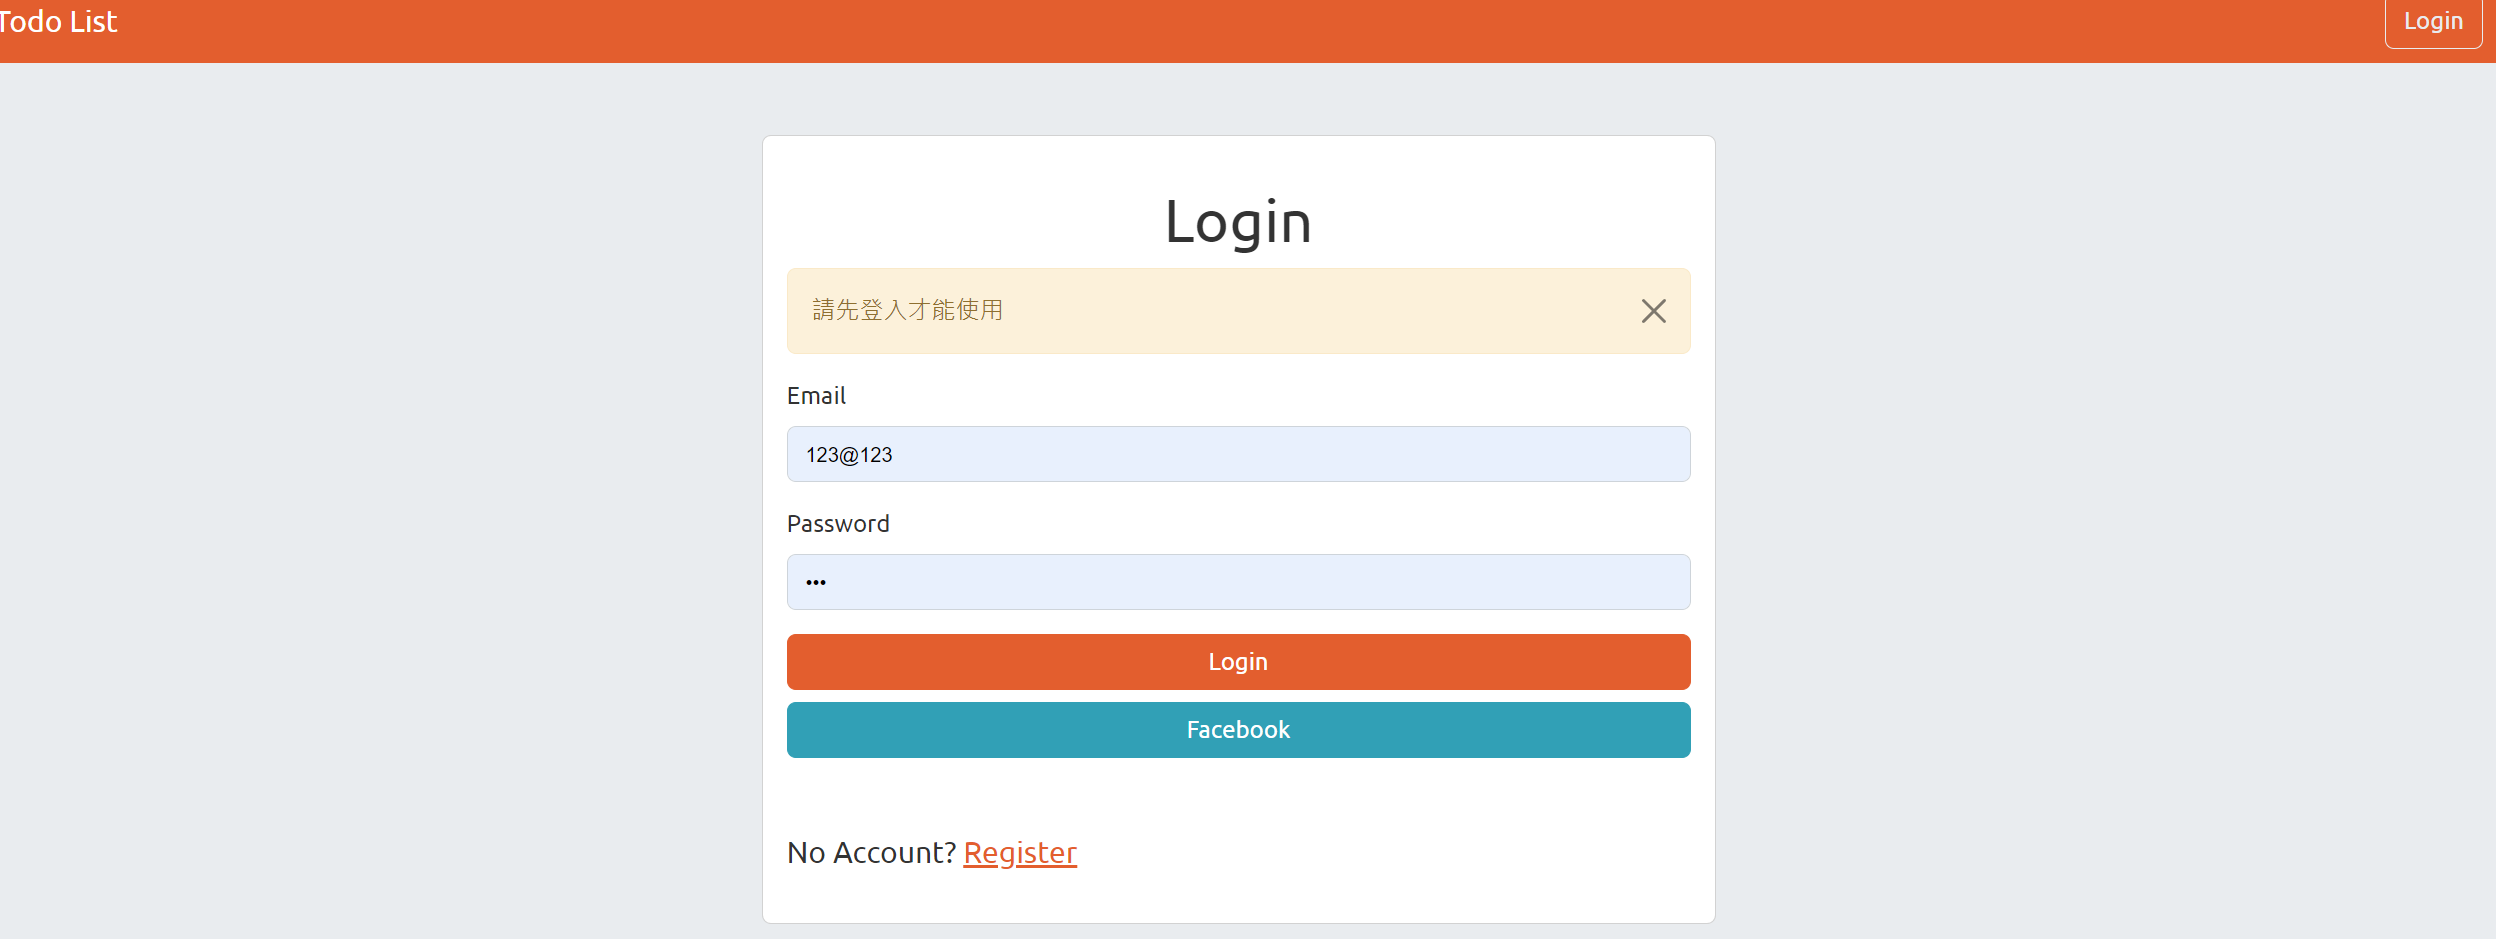 Todo List
Login
Login
請先登入才能使用
Email
123@123
Password
•••
Login
Facebook
No Account? Register